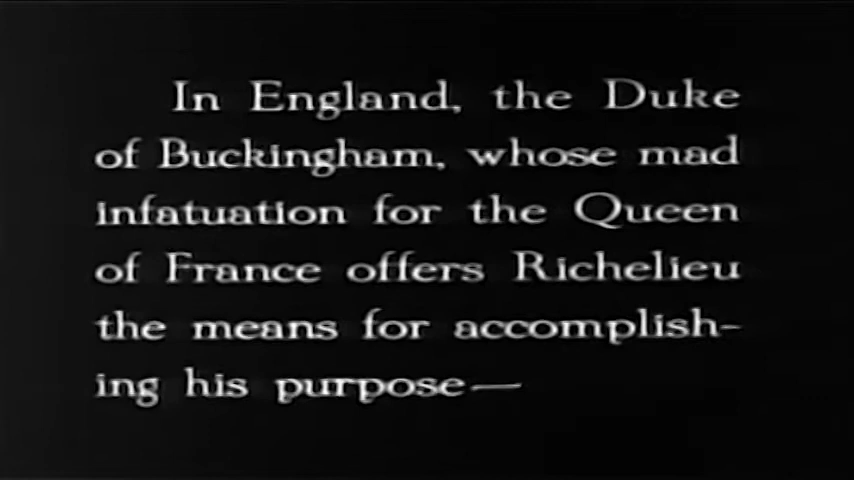 In England, the Duke
of Buckingham, whose mad
infatuation for the Queen
of France offers Richelieu
the means for accomplish-
ing his purpose—